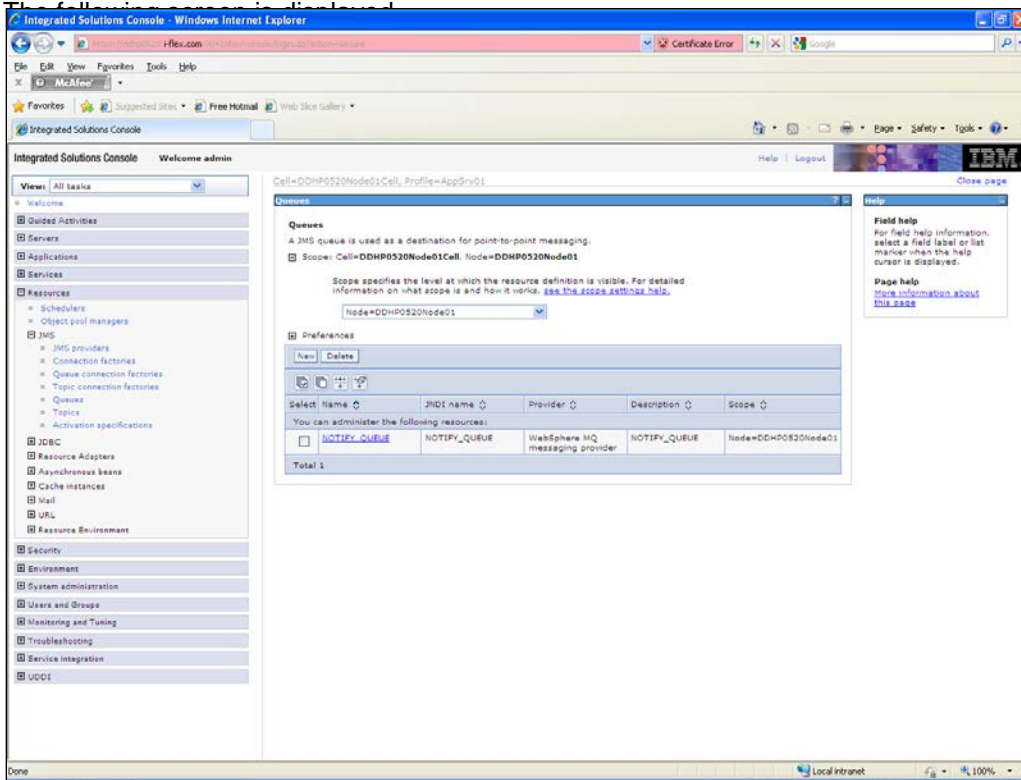 The following screen is displayed
Integrated Solutions Console - Windows Internet Explorer
i-flex.com
Certificate Error
Google
File Edit View Favorites Tools Help
X McAfee
Favorites Suggested Sites Free Hotmail Web Slice Gallery
Integrated Solutions Console
Page Safety Tools
Integrated Solutions Console Welcome admin
Help Logout
IBM
View: All tasks
Cell=DDHP0520Node01Cell, Profile=AppSrv01
Close page
Welcome
Guided Activities
Servers
Applications
Services
Resources
Schedulers
Object pool managers
JMS
JMS providers
Connection factories
Queue connection factories
Topic connection factories
Queues
Topics
Activation specifications
JDBC
Resource Adapters
Asynchronous beans
Cache instances
Mail
URL
Resource Environment
Security
Environment
System administration
Users and Groups
Monitoring and Tuning
Troubleshooting
Service integration
UDDI
Queues
Queues
A JMS queue is used as a destination for point-to-point messaging.
Scope: Cell=DDHP0520Node01Cell, Node=DDHP0520Node01
Scope specifies the level at which the resource definition is visible. For detailed
information on what scope is and how it works, see the scope settings help.
Node=DDHP0520Node01
Preferences
New Delete
Select Name JNDI name Provider Description Scope
You can administer the following resources:
NOTIFY_QUEUE NOTIFY_QUEUE WebSphere MQ messaging provider NOTIFY_QUEUE Node=DDHP0520Node01
Total 1
Help
Field help
For field help information,
select a field label or list
marker when the help
cursor is displayed.
Page help
More information about
this page
Done
Local intranet
100%